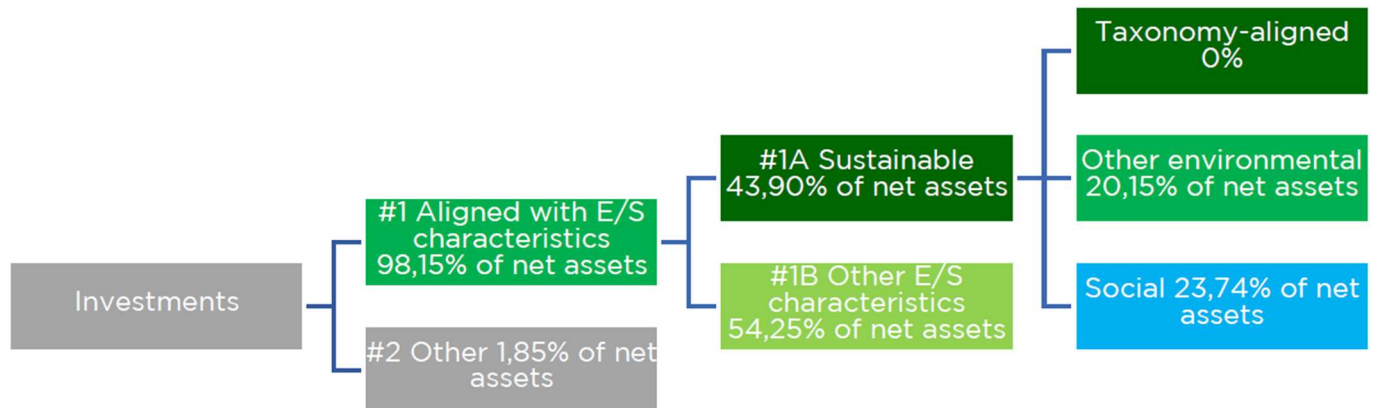 Investments
#1 Aligned with E/S
characteristics
98,15% of net assets
#2 Other 1,85% of net
assets
#1A Sustainable
43,90% of net assets
#1B Other E/S
characteristics
54,25% of net assets
Taxonomy-aligned
0%
Other environmental
20,15% of net assets
Social 23,74% of net
assets